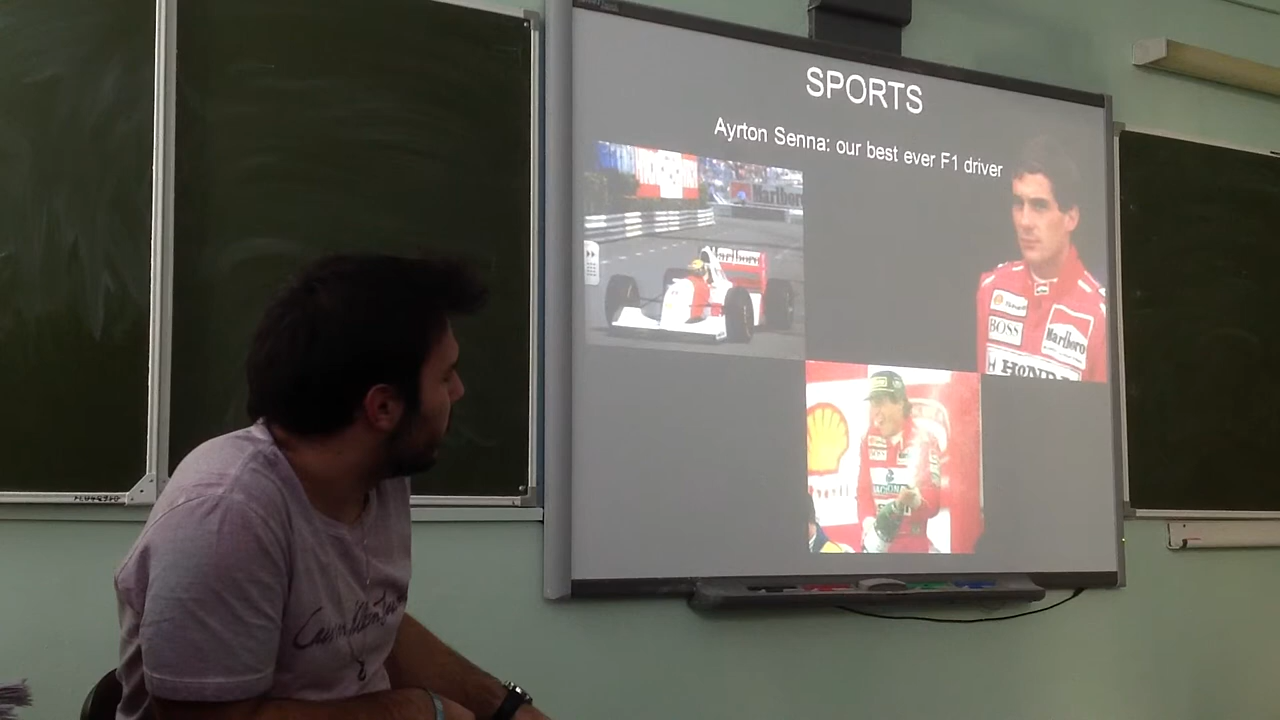 SPORTS
Ayrton Senna: our best ever F1 driver
Marlboro
Marlboro
BOSS
Marlboro
HONDA